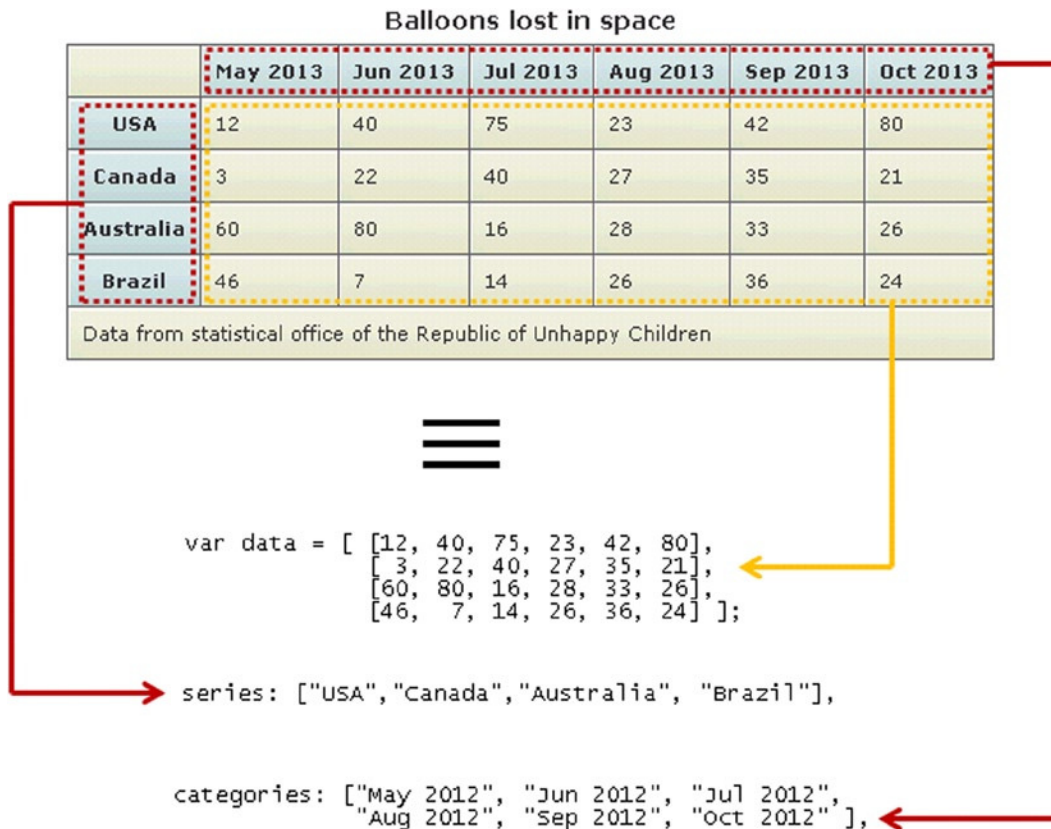 Balloons lost in space
May 2013 Jun 2013 Jul 2013 Aug 2013 Sep 2013 Oct 2013
USA 12 40 75 23 42 80
Canada 3 22 40 27 35 21
Australia 60 80 16 28 33 26
Brazil 46 7 14 26 36 24
Data from statistical office of the Republic of Unhappy Children
var data = [ [12, 40, 75, 23, 42, 80],
[ 3, 22, 40, 27, 35, 21],
[60, 80, 16, 28, 33, 26],
[46, 7, 14, 26, 36, 24] ];
series: ["USA","Canada","Australia", "Brazil"],
categories: ["May 2012", "Jun 2012", "Jul 2012",
"Aug 2012", "Sep 2012", "Oct 2012" ],